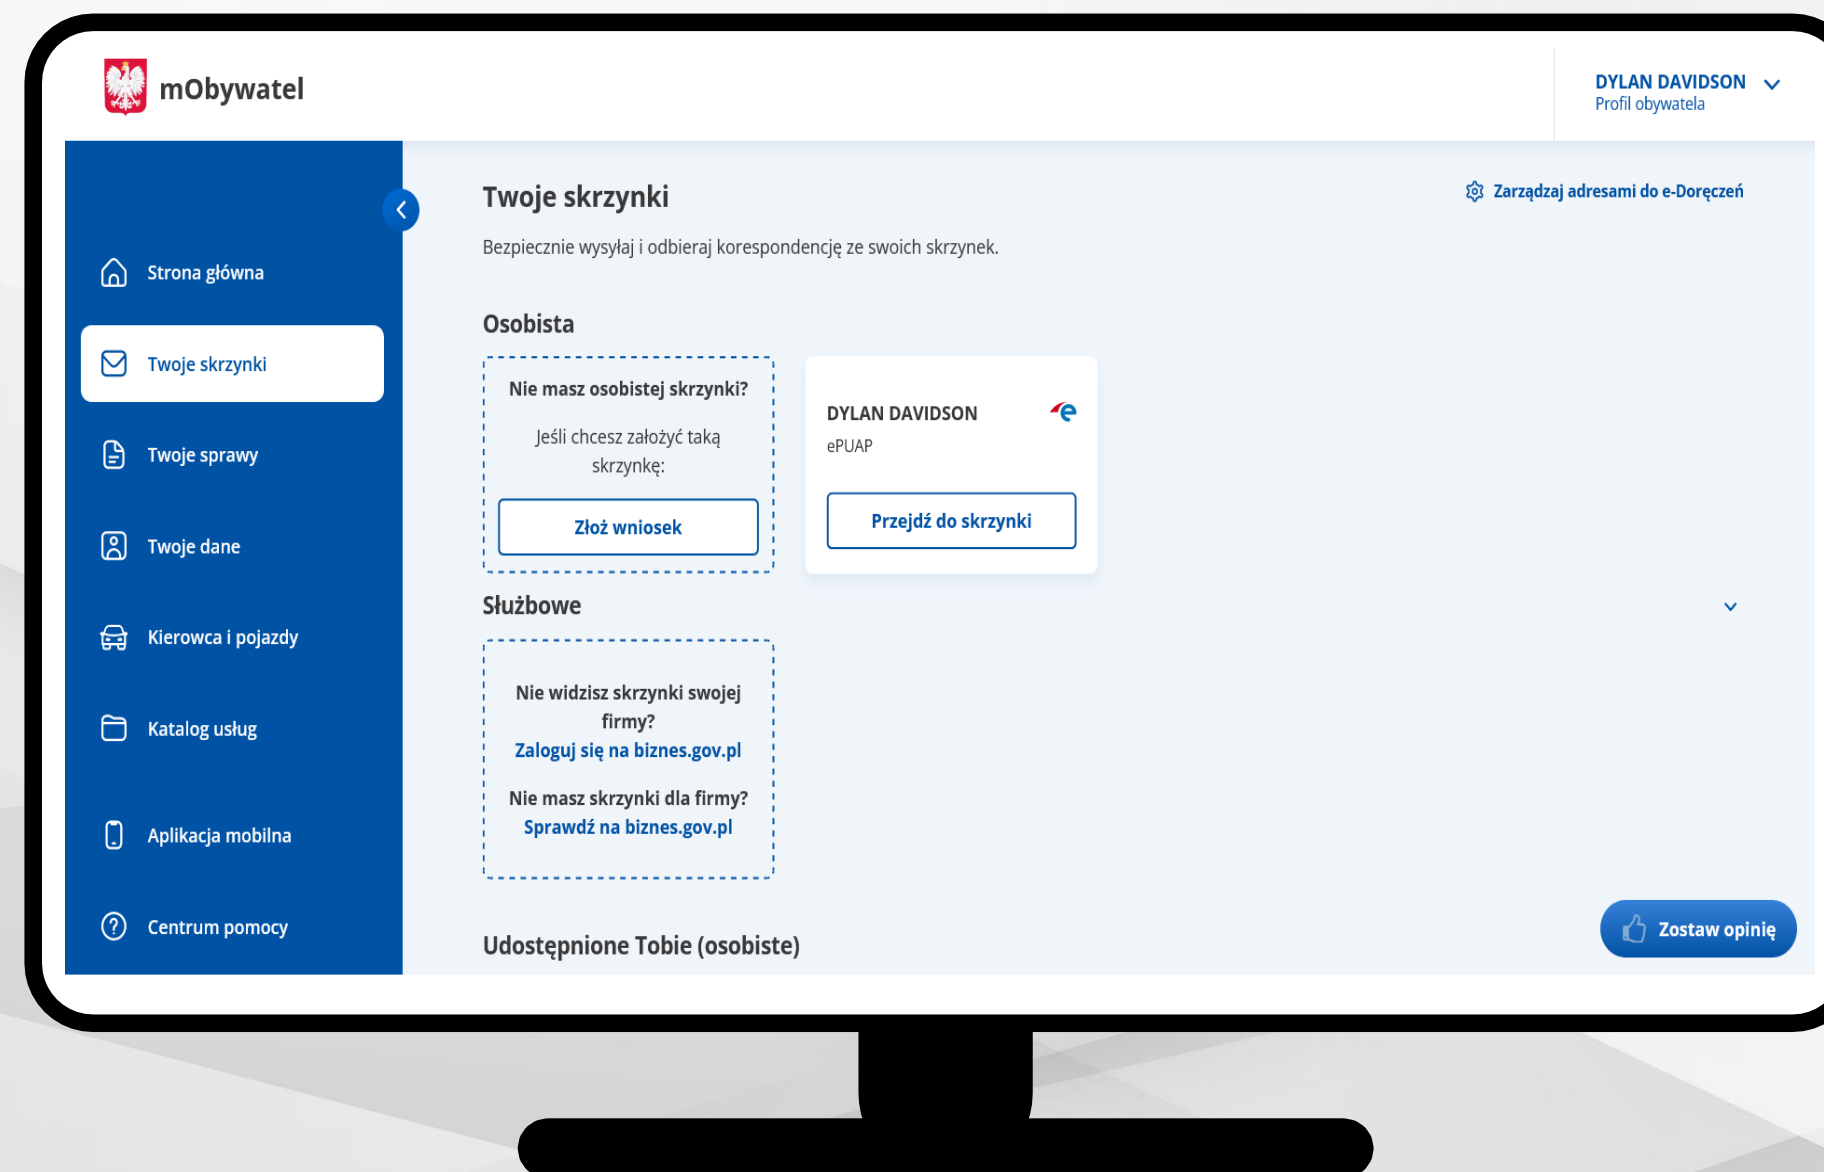 mObywatel
DYLAN DAVIDSON
Profil obywatela
Strona główna
Twoje skrzynki
Twoje sprawy
Twoje dane
Kierowca i pojazdy
Katalog usług
Aplikacja mobilna
Centrum pomocy
Twoje skrzynki
Zarządzaj adresami do e-Doręczeń
Bezpiecznie wysyłaj i odbieraj korespondencję ze swoich skrzynek.
Osobista
Nie masz osobistej skrzynki?
Jeśli chcesz założyć taką
skrzynkę:
Złoż wniosek
DYLAN DAVIDSON
ePUAP
Przejdź do skrzynki
Służbowe
Nie widzisz skrzynki swojej
firmy?
Zaloguj się na biznes.gov.pl
Nie masz skrzynki dla firmy?
Sprawdź na biznes.gov.pl
Udostępnione Tobie (osobiste)
Zostaw opinię